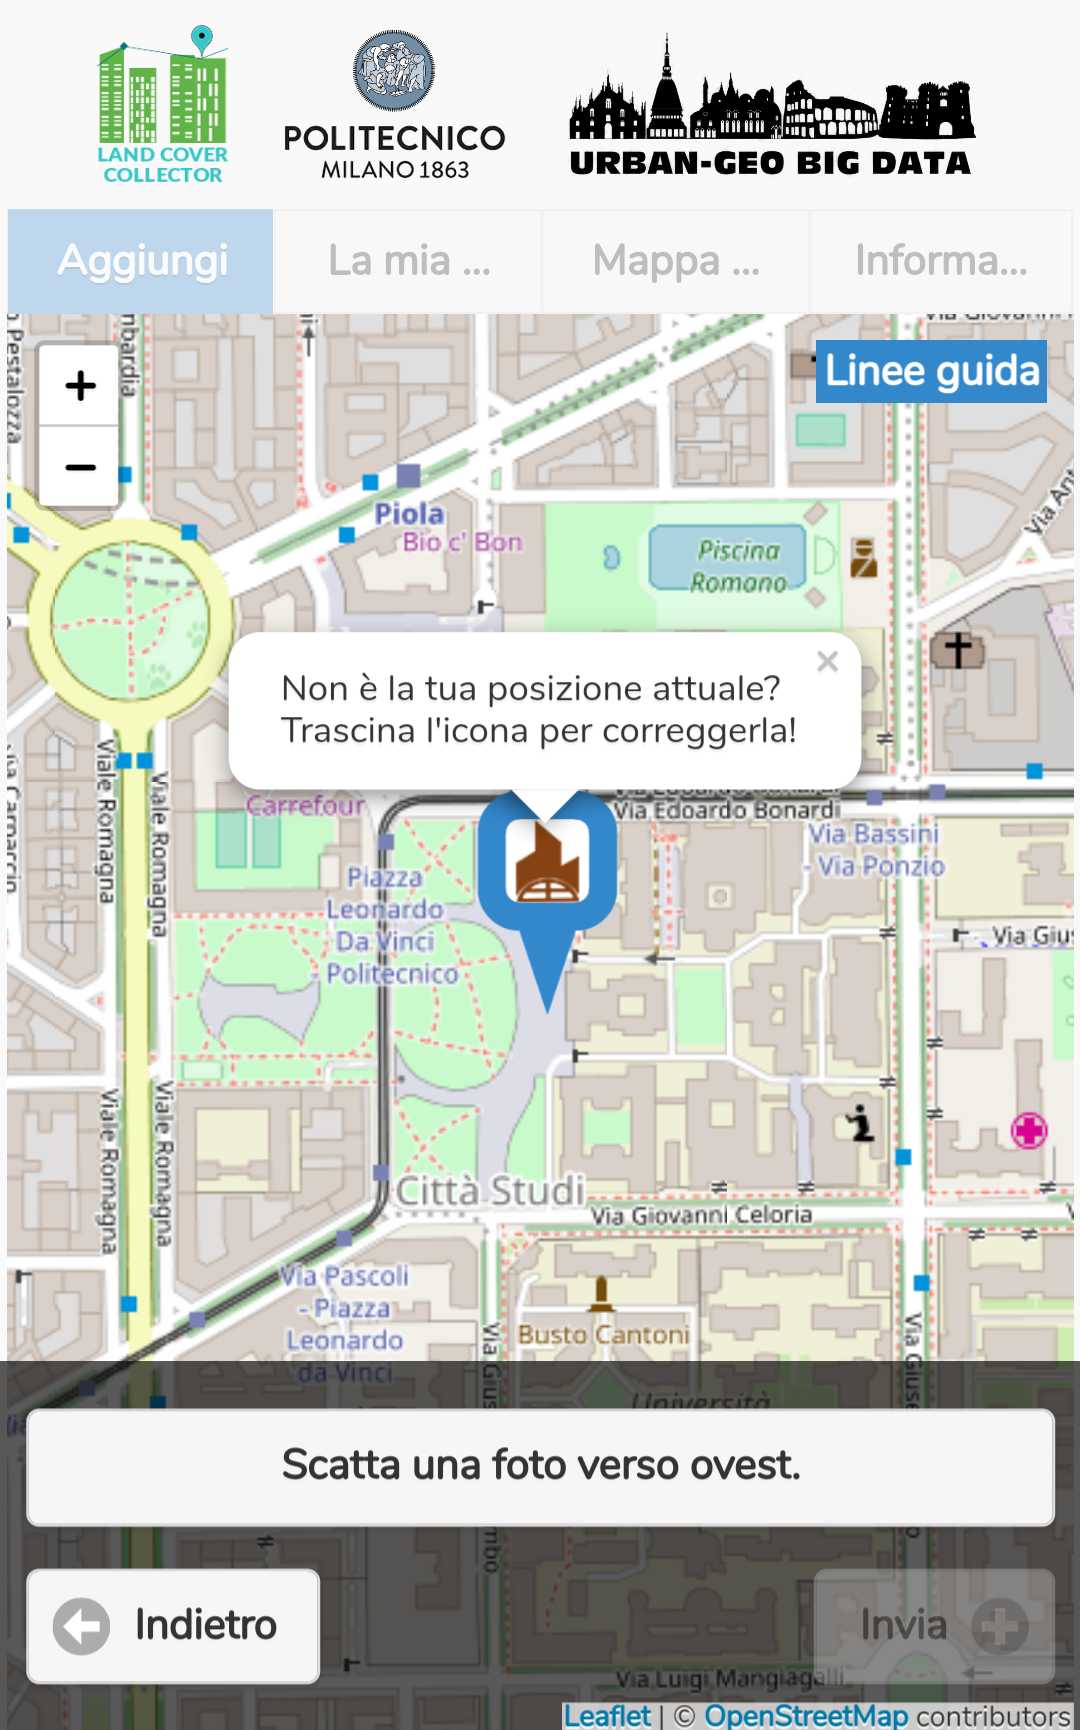 LAND COVER
COLLECTOR
POLITECNICO
MILANO 1863
URBAN-GEO BIG DATA
Aggiungi
La mia ...
Mappa ...
Informa...
+
−
Linee guida
Pestalozza
Piola
Bio c' Bon
Piscina
Romano
Via Ant
Non è la tua posizione attuale?
Trascina l'icona per correggerla!
×
Carrefour
Via Edoardo Bonardi
Via Bassini
- Via Ponzio
Viale Romagna
Viale Romagna
Via Carpaccio
Piazza
Leonardo
Da Vinci
- Politecnico
Via Gius
Viale Romagna
Viale Romagna
Città Studi
Via Giovanni Celoria
Via Pascoli
- Piazza
Leonardo
da Vinci
Busto Cantoni
Via Gius
Via Giuse
Università
Scatta una foto verso ovest.
Indietro
Invia
Via Luigi Mangiagalli
Leaflet | © OpenStreetMap contributors